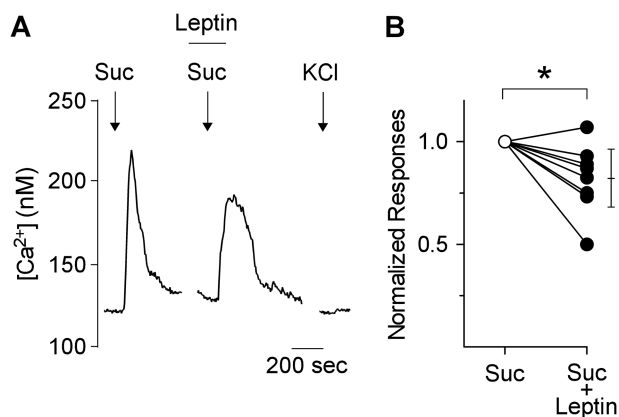 A
Leptin
Suc Suc KCl
250
200
150
100
[Ca²⁺] (nM)
200 sec
B
*
1.0
0.5
Normalized Responses
Suc Suc
+
Leptin